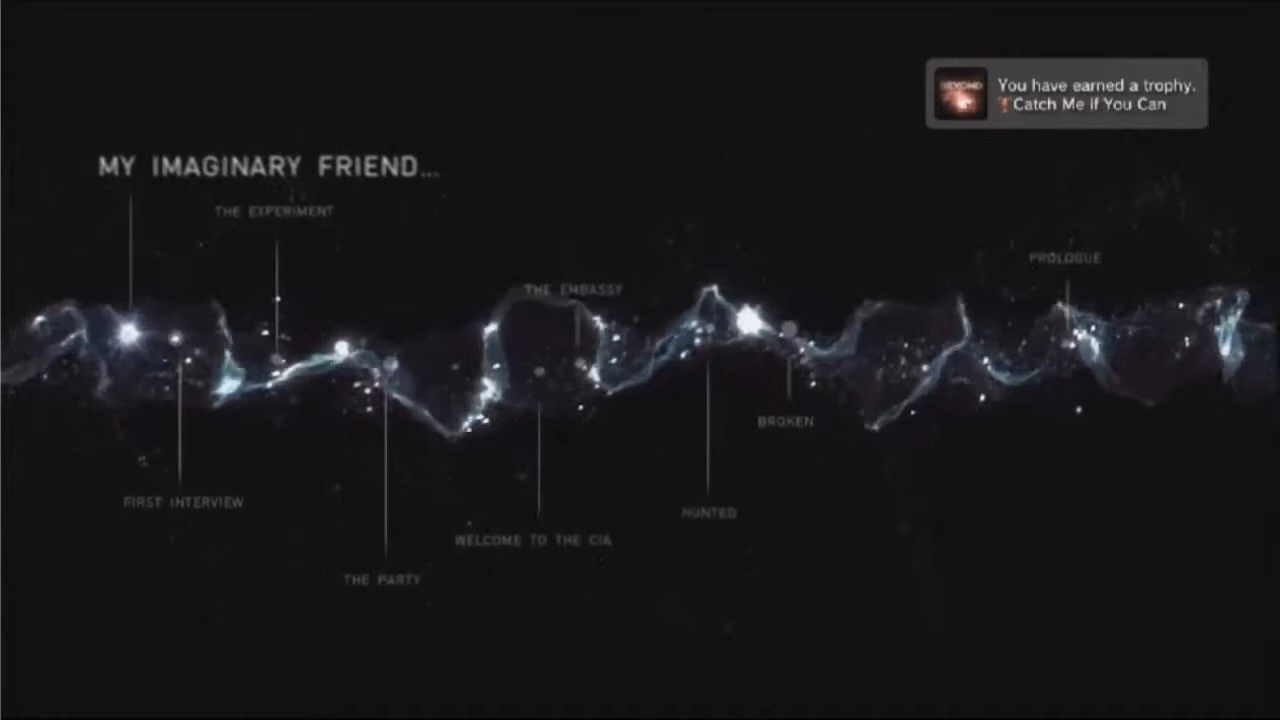 BEYOND
You have earned a trophy.
Catch Me if You Can
MY IMAGINARY FRIEND...
THE EXPERIMENT
PROLOGUE
THE EMBASSY
BROKEN
FIRST INTERVIEW
HUNTED
WELCOME TO THE CIA
THE PARTY